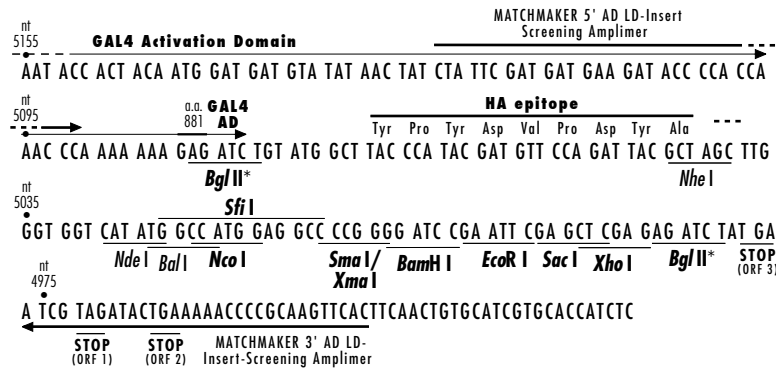 nt
5155
GAL4 Activation Domain
MATCHMAKER 5' AD LD-Insert
Screening Amplimer
AAT ACC ACT ACA ATG GAT GAT GTA TAT AAC TAT CTA TTC GAT GAT GAA GAT ACC CCA CCA
nt
5095
a.a.
881
GAL4
AD
HA epitope
Tyr Pro Tyr Asp Val Pro Asp Tyr Ala
AAC CCA AAA AAA GAG ATC TGT ATG GCT TAC CCA TAC GAT GTT CCA GAT TAC GCT AGC TTG
Bgl II*
Nhe I
nt
5035
Sfi I
GGT GGT CAT ATG GCC ATG GAG GCC CCG GGG ATC CGA ATT CGA GCT CGA GAG ATC TAT GA
Nde I
Bal I
Nco I
Sma I/
Xma I
BamH I
EcoR I
Sac I
Xho I
Bgl II*
STOP
(ORF 3)
nt
4975
A TCG TAGATACTGAAAAACCCCGCAAGTTCACTTCAACTGTGCATCGTGCACCATCTC
STOP
(ORF 1)
STOP
(ORF 2)
MATCHMAKER 3' AD LD-
Insert-Screening Amplimer